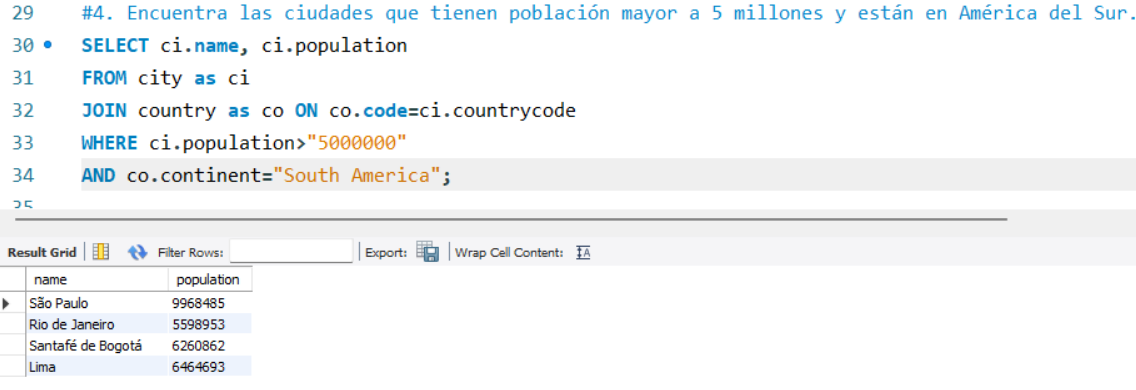 29 #4. Encuentra las ciudades que tienen población mayor a 5 millones y están en América del Sur.
30 SELECT ci.name, ci.population
31 FROM city as ci
32 JOIN country as co ON co.code=ci.countrycode
33 WHERE ci.population>"5000000"
34 AND co.continent="South America";
35
Result Grid Filter Rows: Export: Wrap Cell Content: IA
name population
São Paulo 9968485
Rio de Janeiro 5598953
Santafé de Bogotá 6260862
Lima 6464693